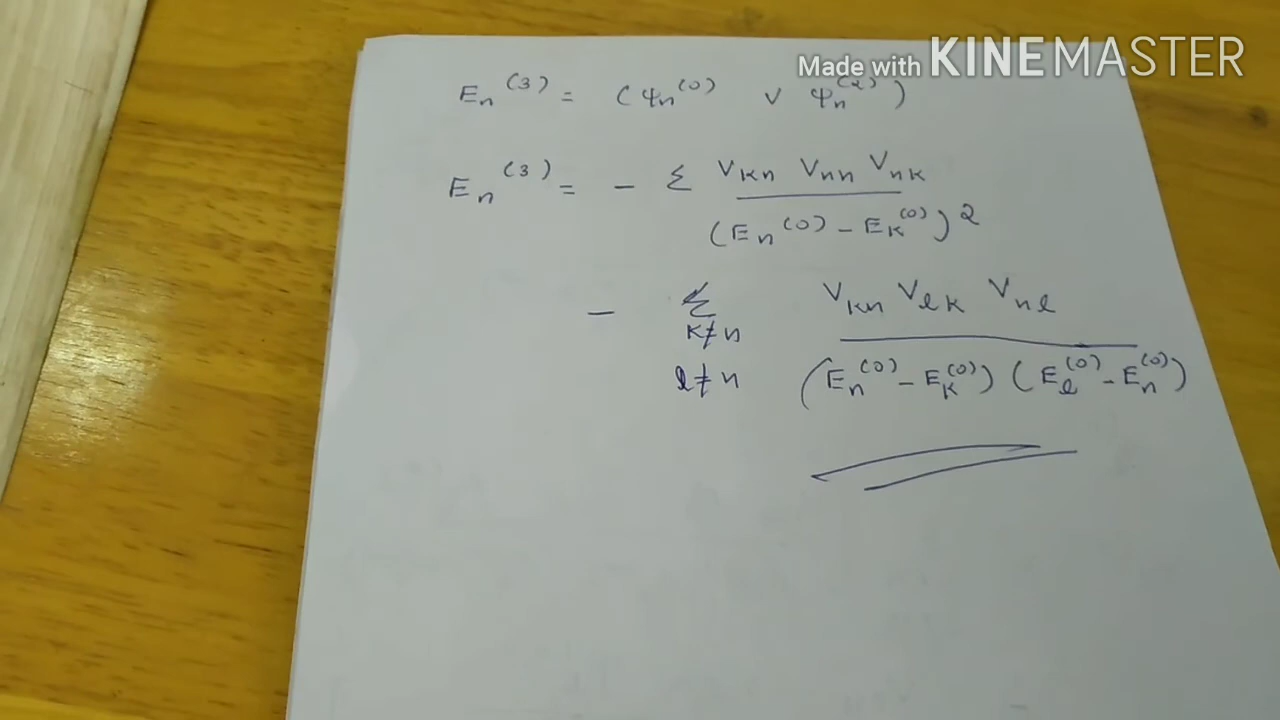 Made with KINEMASTER
Eₙ⁽³⁾ = (ψₙ⁽⁰⁾ V ψₙ⁽²⁾)
Eₙ⁽³⁾ = - Σ Vₖₙ Vₙₙ Vₙₖ
(Eₙ⁽⁰⁾ - Eₖ⁽⁰⁾)²
- Σ Vₖₙ Vₗₖ Vₙₗ
k≠n
l≠n (Eₙ⁽⁰⁾ - Eₖ⁽⁰⁾) (Eₗ⁽⁰⁾ - Eₙ⁽⁰⁾)